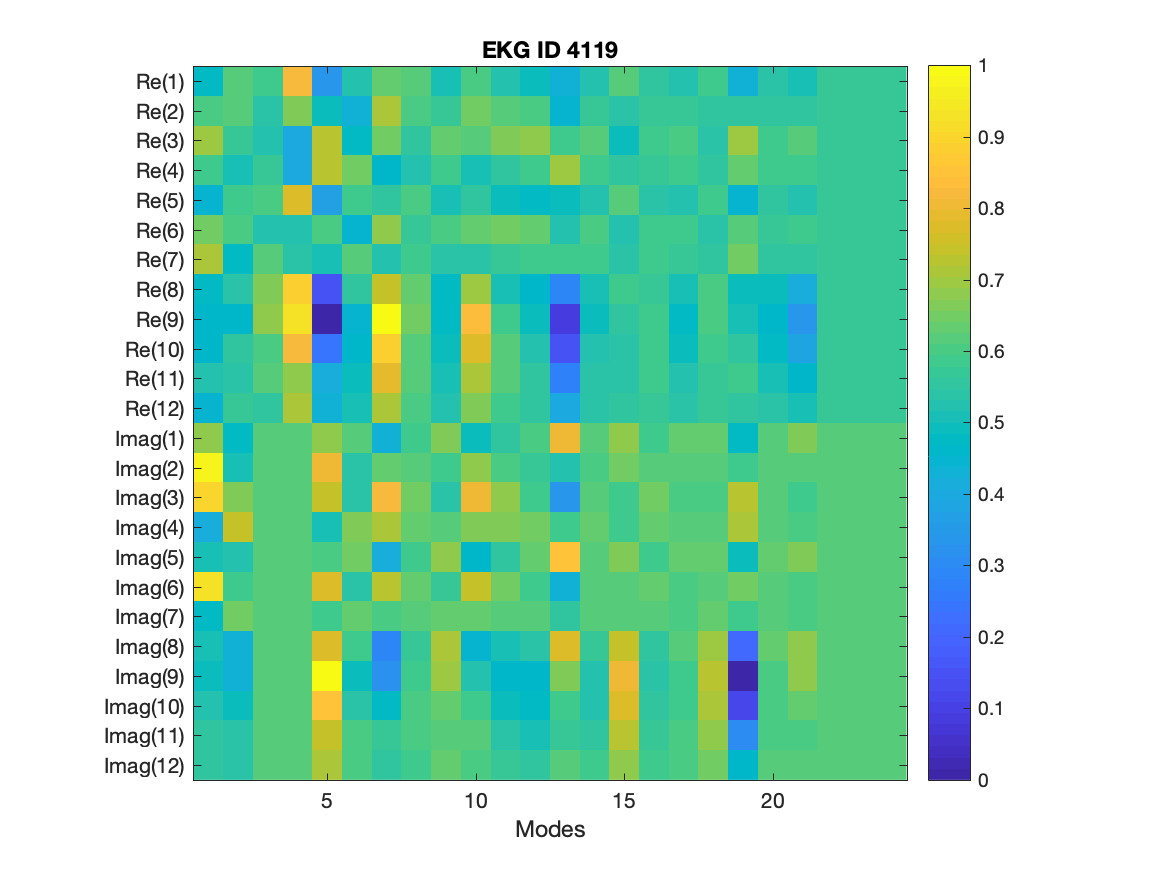 EKG ID 4119
Re(1)
Re(2)
Re(3)
Re(4)
Re(5)
Re(6)
Re(7)
Re(8)
Re(9)
Re(10)
Re(11)
Re(12)
Imag(1)
Imag(2)
Imag(3)
Imag(4)
Imag(5)
Imag(6)
Imag(7)
Imag(8)
Imag(9)
Imag(10)
Imag(11)
Imag(12)
5 10 15 20
Modes
1
0.9
0.8
0.7
0.6
0.5
0.4
0.3
0.2
0.1
0